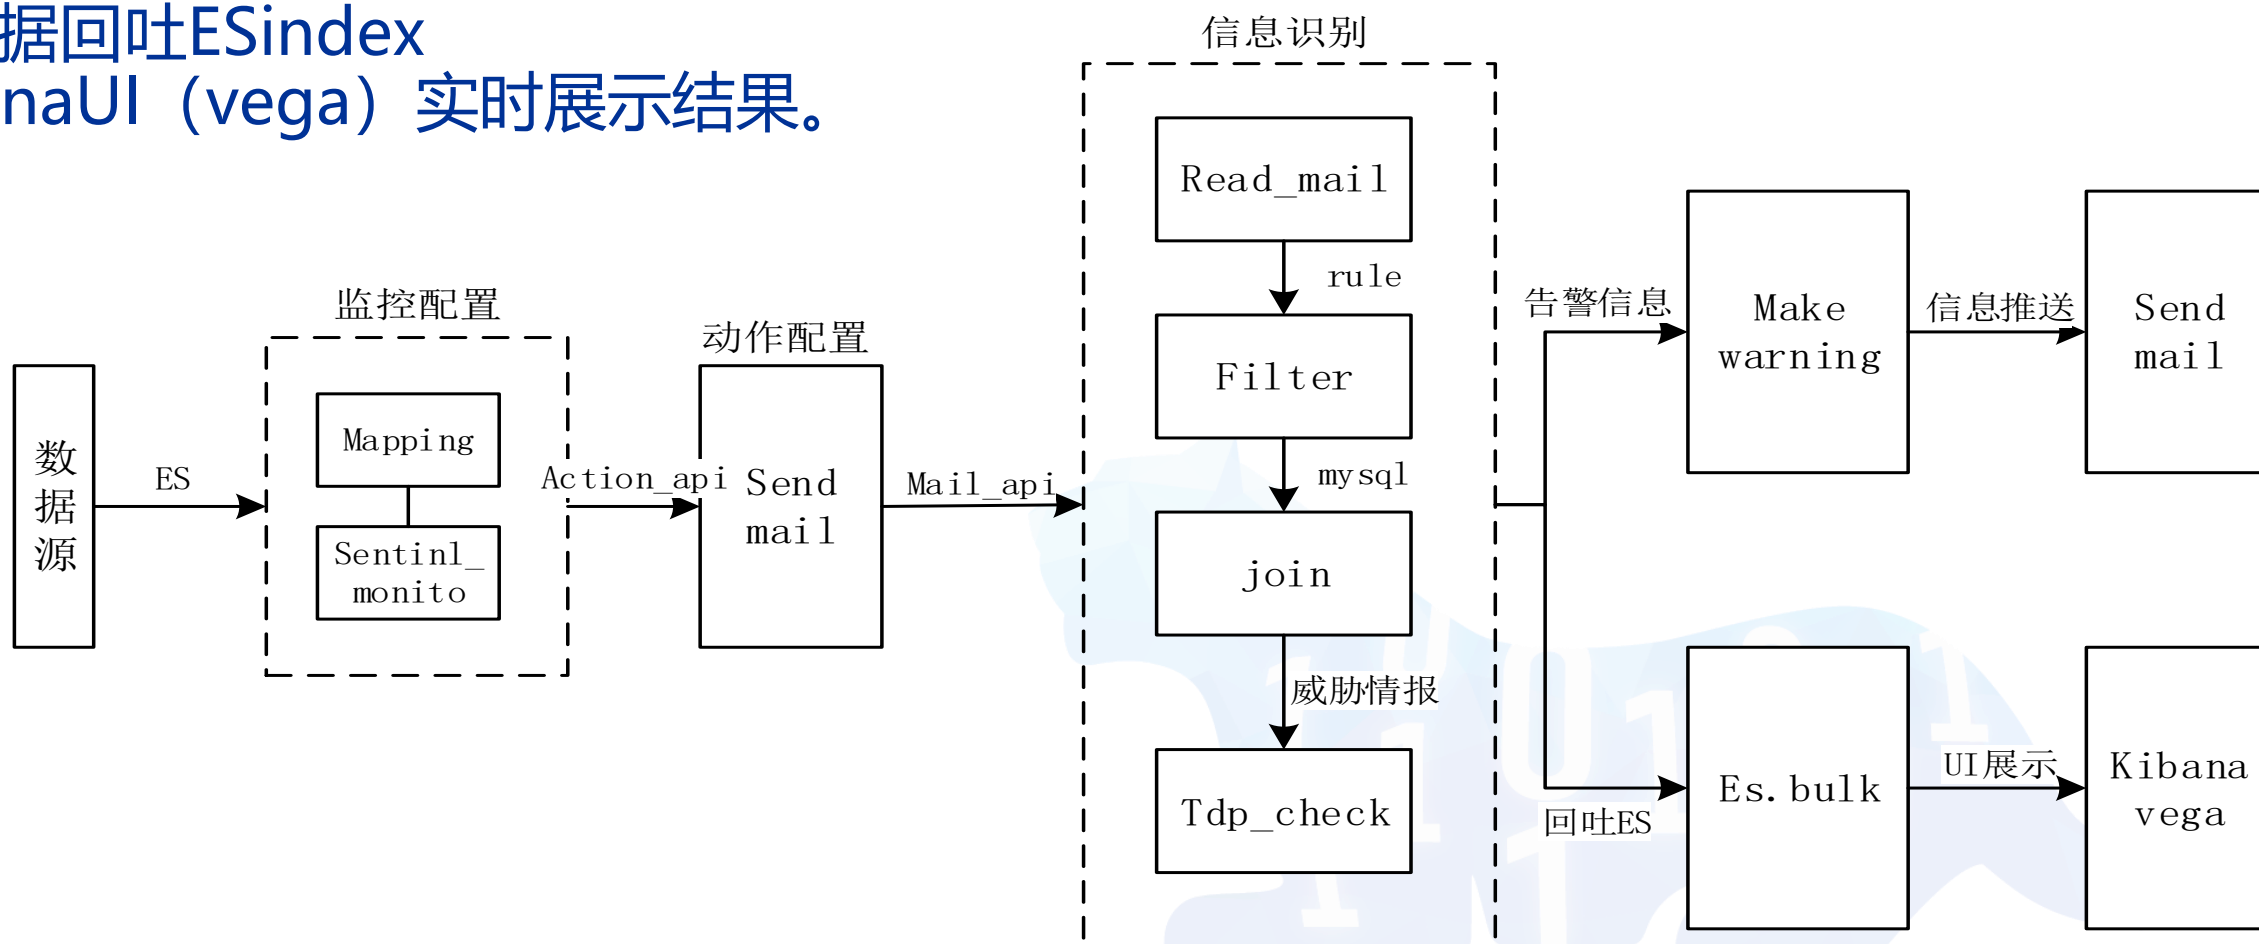 据回吐ESindex
naUI（vega）实时展示结果。
信息识别
Read_mail
rule
Filter
mysql
join
威胁情报
Tdp_check
监控配置
Mapping
Sentinl_
monito
数
据
源
ES
Action_api
动作配置
Send
mail
Mail_api
告警信息
Make
warning
信息推送
Send
mail
回吐ES
Es.bulk
UI展示
Kibana
vega